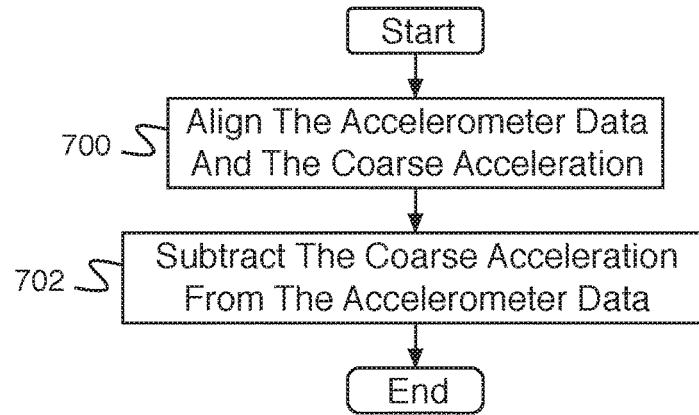 Start
700
Align The Accelerometer Data
And The Coarse Acceleration
702
Subtract The Coarse Acceleration
From The Accelerometer Data
End